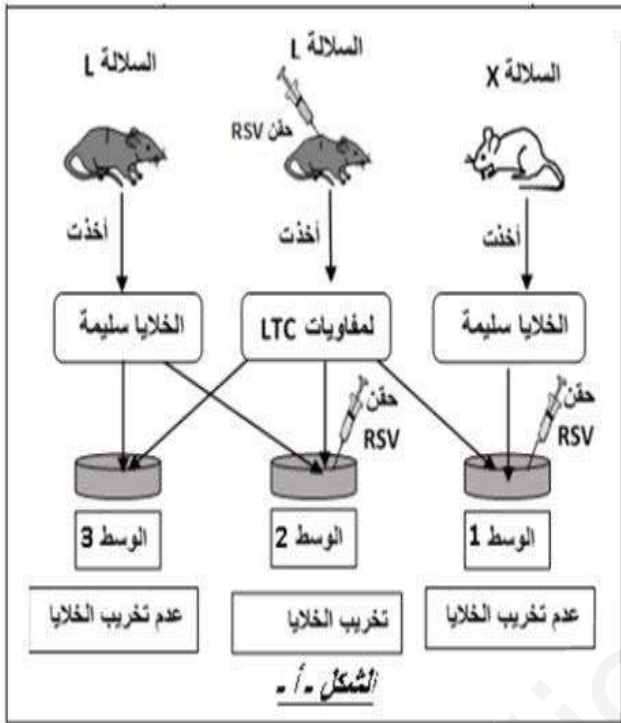 السلالة X
السلالة L
السلالة L
حقن RSV
أخذت
أخذت
أخذت
الخلايا سليمة
لمفاويات LTC
الخلايا سليمة
حقن
RSV
حقن
RSV
الوسط 1
الوسط 2
الوسط 3
عدم تخريب الخلايا
تخريب الخلايا
عدم تخريب الخلايا
الشكل - أ -